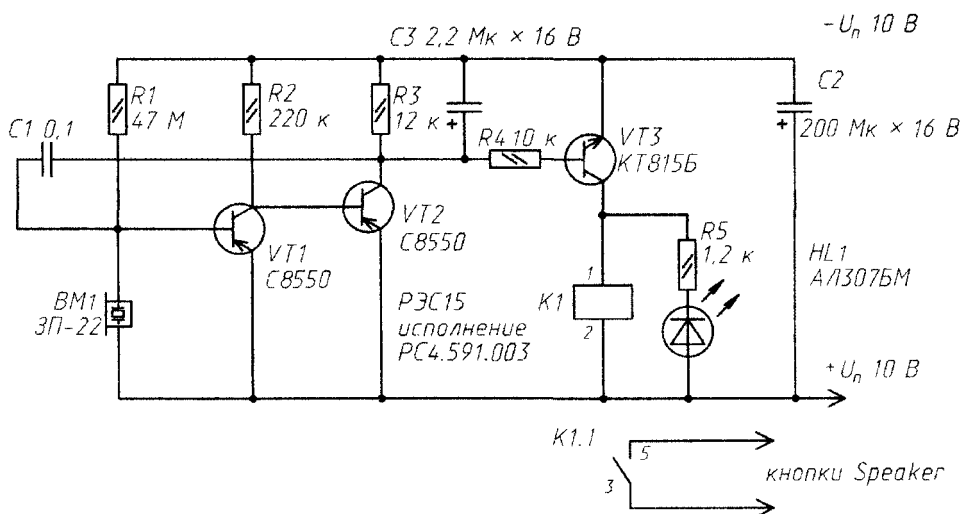 −Uп 10 В
С3 2,2 Мк × 16 В
С2
200 Мк × 16 В
R1
47 М
R2
220 к
R3
12 к
С1 0,1
R4 10 к
VT3
КТ815Б
VT1
С8550
VT2
С8550
R5
1,2 к
HL1
АЛ307БМ
ВМ1
ЗП-22
РЭС15
исполнение
РС4.591.003
К1
1
2
+Uп 10 В
К1.1
5
3
кнопки Speaker